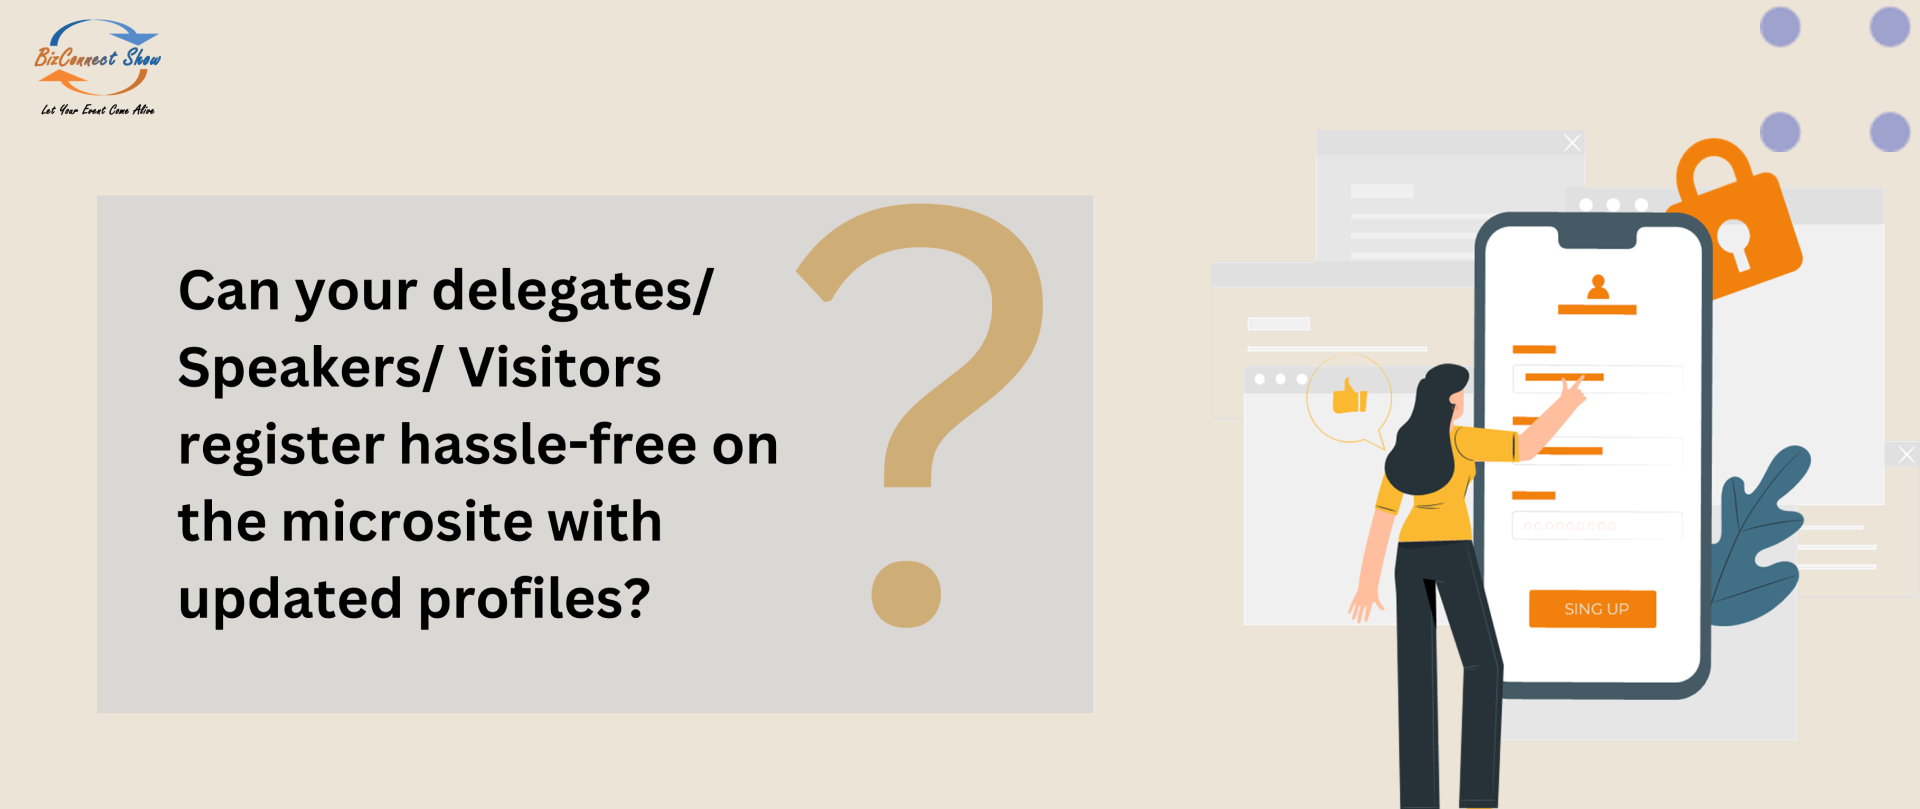 BizConnect Show
Let Your Event Come Alive
Can your delegates/
Speakers/ Visitors
register hassle-free on
the microsite with
updated profiles?
?
SING UP